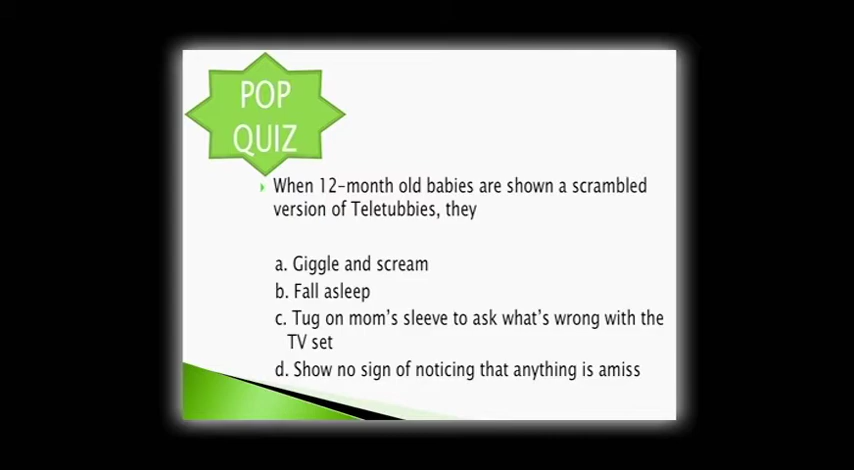 POP
QUIZ
When 12-month old babies are shown a scrambled
version of Teletubbies, they
a. Giggle and scream
b. Fall asleep
c. Tug on mom's sleeve to ask what's wrong with the
TV set
d. Show no sign of noticing that anything is amiss